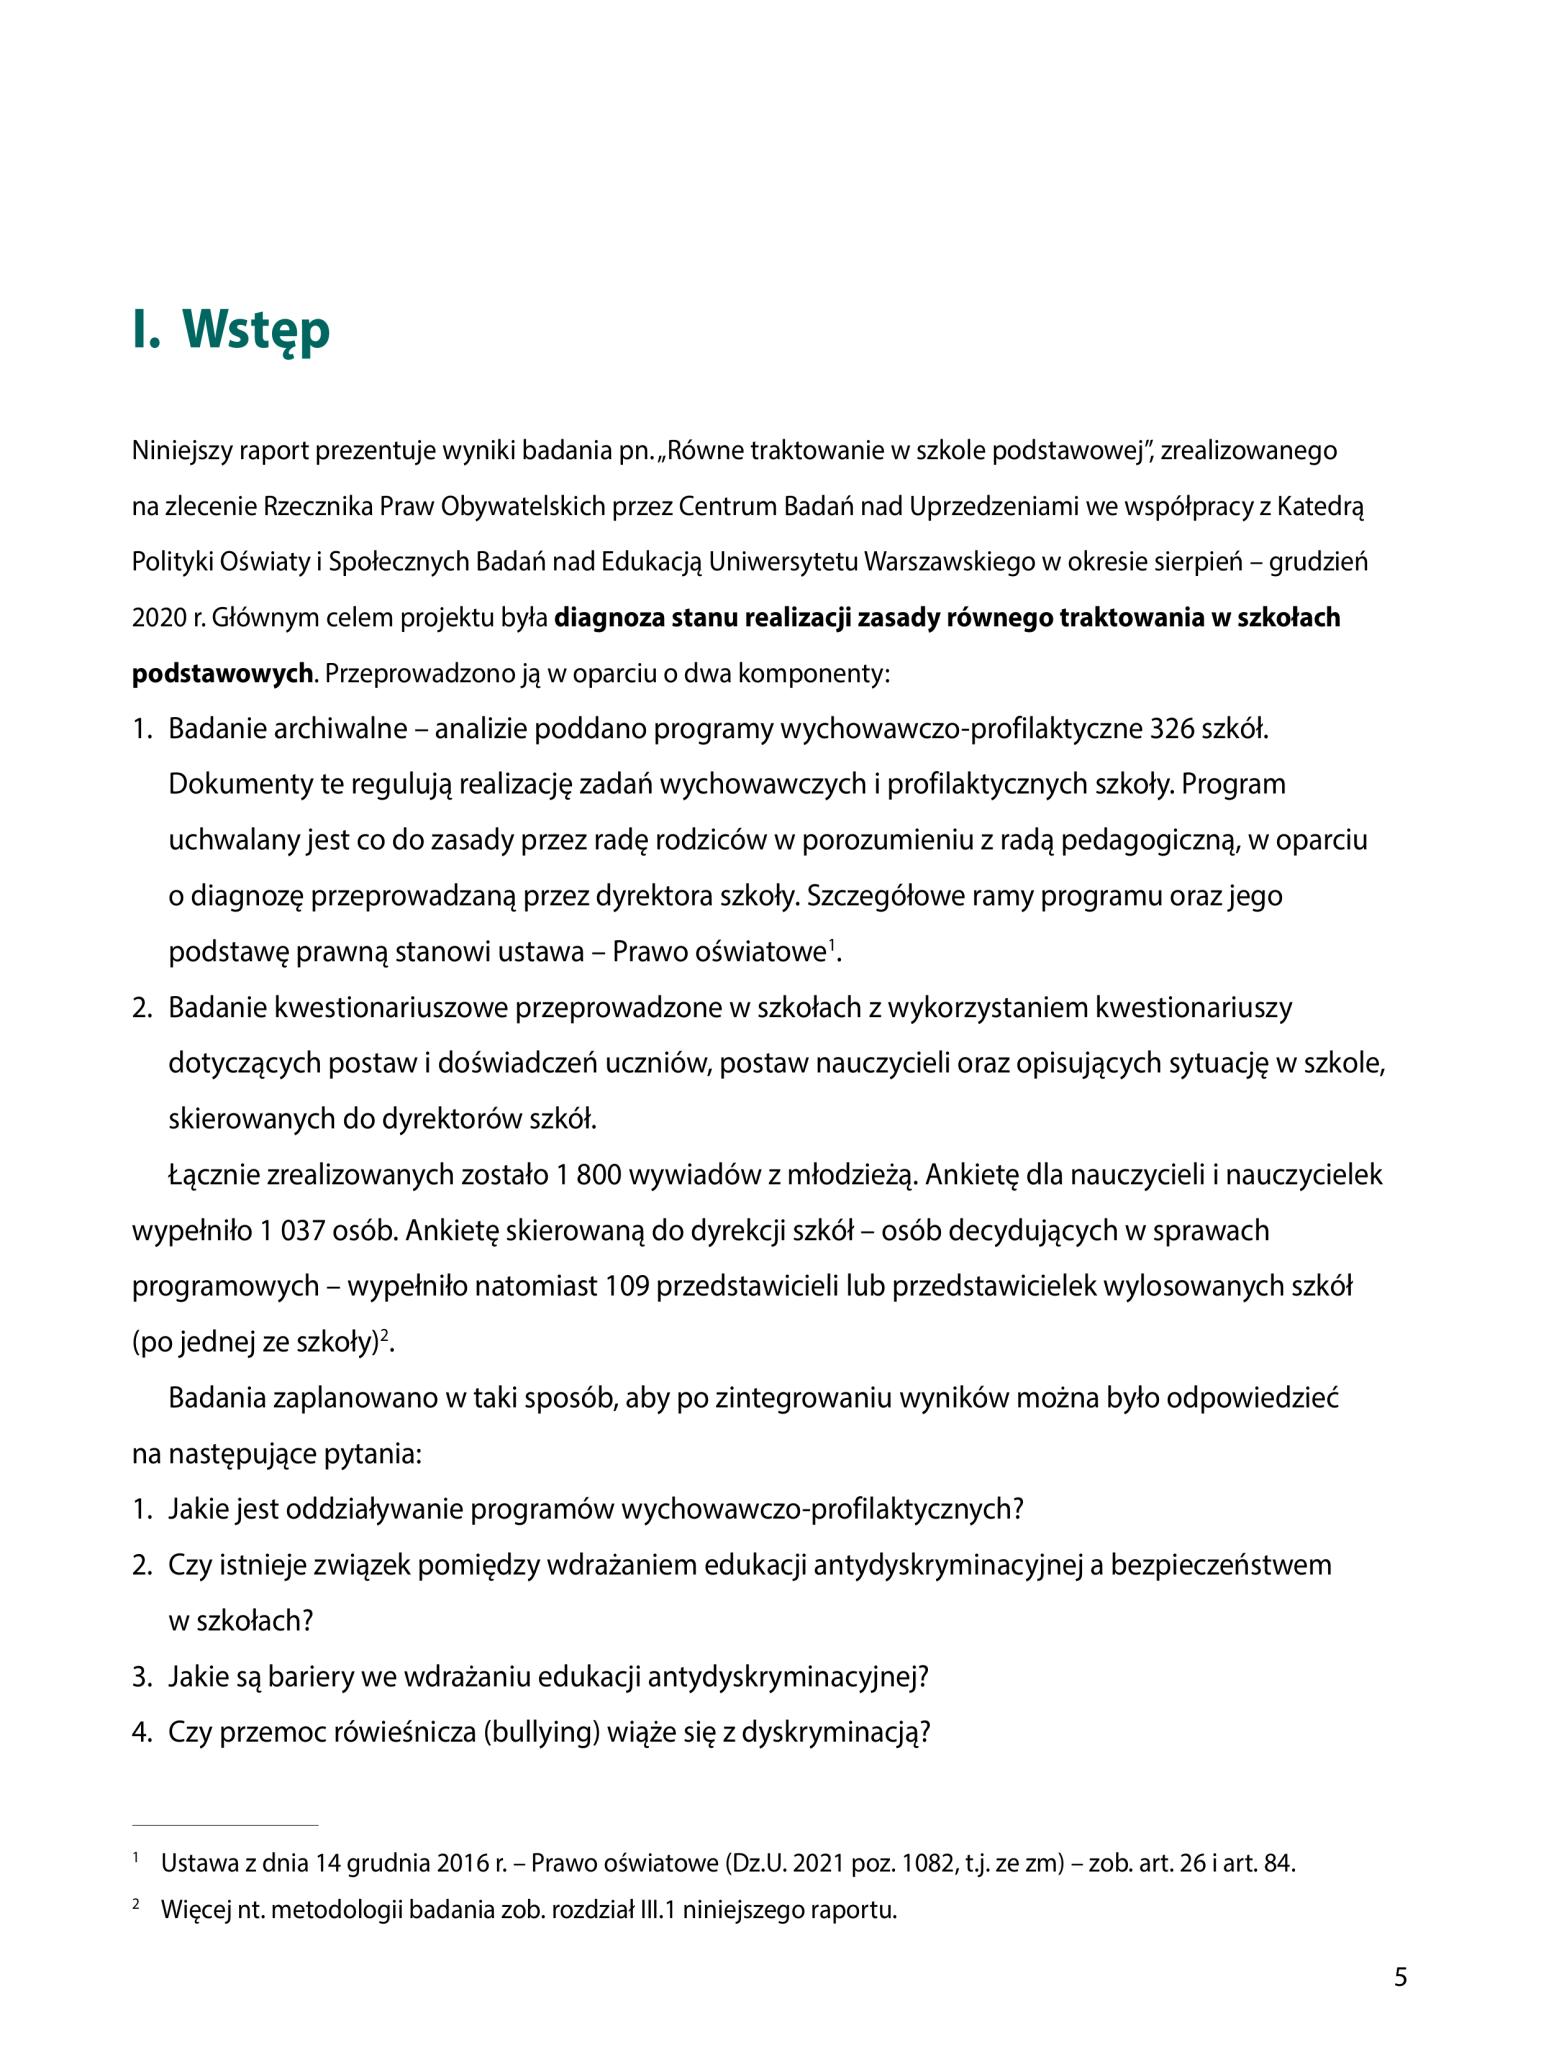 I. Wstęp
Niniejszy raport prezentuje wyniki badania pn. „Równe traktowanie w szkole podstawowej”, zrealizowanego
na zlecenie Rzecznika Praw Obywatelskich przez Centrum Badań nad Uprzedzeniami we współpracy z Katedrą
Polityki Oświaty i Społecznych Badań nad Edukacją Uniwersytetu Warszawskiego w okresie sierpień – grudzień
2020 r. Głównym celem projektu była diagnoza stanu realizacji zasady równego traktowania w szkołach
podstawowych. Przeprowadzono ją w oparciu o dwa komponenty:
1. Badanie archiwalne – analizie poddano programy wychowawczo-profilaktyczne 326 szkół.
Dokumenty te regulują realizację zadań wychowawczych i profilaktycznych szkoły. Program
uchwalany jest co do zasady przez radę rodziców w porozumieniu z radą pedagogiczną, w oparciu
o diagnozę przeprowadzaną przez dyrektora szkoły. Szczegółowe ramy programu oraz jego
podstawę prawną stanowi ustawa – Prawo oświatowe¹.
2. Badanie kwestionariuszowe przeprowadzone w szkołach z wykorzystaniem kwestionariuszy
dotyczących postaw i doświadczeń uczniów, postaw nauczycieli oraz opisujących sytuację w szkole,
skierowanych do dyrektorów szkół.
Łącznie zrealizowanych zostało 1 800 wywiadów z młodzieżą. Ankietę dla nauczycieli i nauczycielek
wypełniło 1 037 osób. Ankietę skierowaną do dyrekcji szkół – osób decydujących w sprawach
programowych – wypełniło natomiast 109 przedstawicieli lub przedstawicielek wylosowanych szkół
(po jednej ze szkoły)².
Badania zaplanowano w taki sposób, aby po zintegrowaniu wyników można było odpowiedzieć
na następujące pytania:
1. Jakie jest oddziaływanie programów wychowawczo-profilaktycznych?
2. Czy istnieje związek pomiędzy wdrażaniem edukacji antydyskryminacyjnej a bezpieczeństwem
w szkołach?
3. Jakie są bariery we wdrażaniu edukacji antydyskryminacyjnej?
4. Czy przemoc rówieśnicza (bullying) wiąże się z dyskryminacją?
¹ Ustawa z dnia 14 grudnia 2016 r. – Prawo oświatowe (Dz.U. 2021 poz. 1082, t.j. ze zm) – zob. art. 26 i art. 84.
² Więcej nt. metodologii badania zob. rozdział III.1 niniejszego raportu.
5